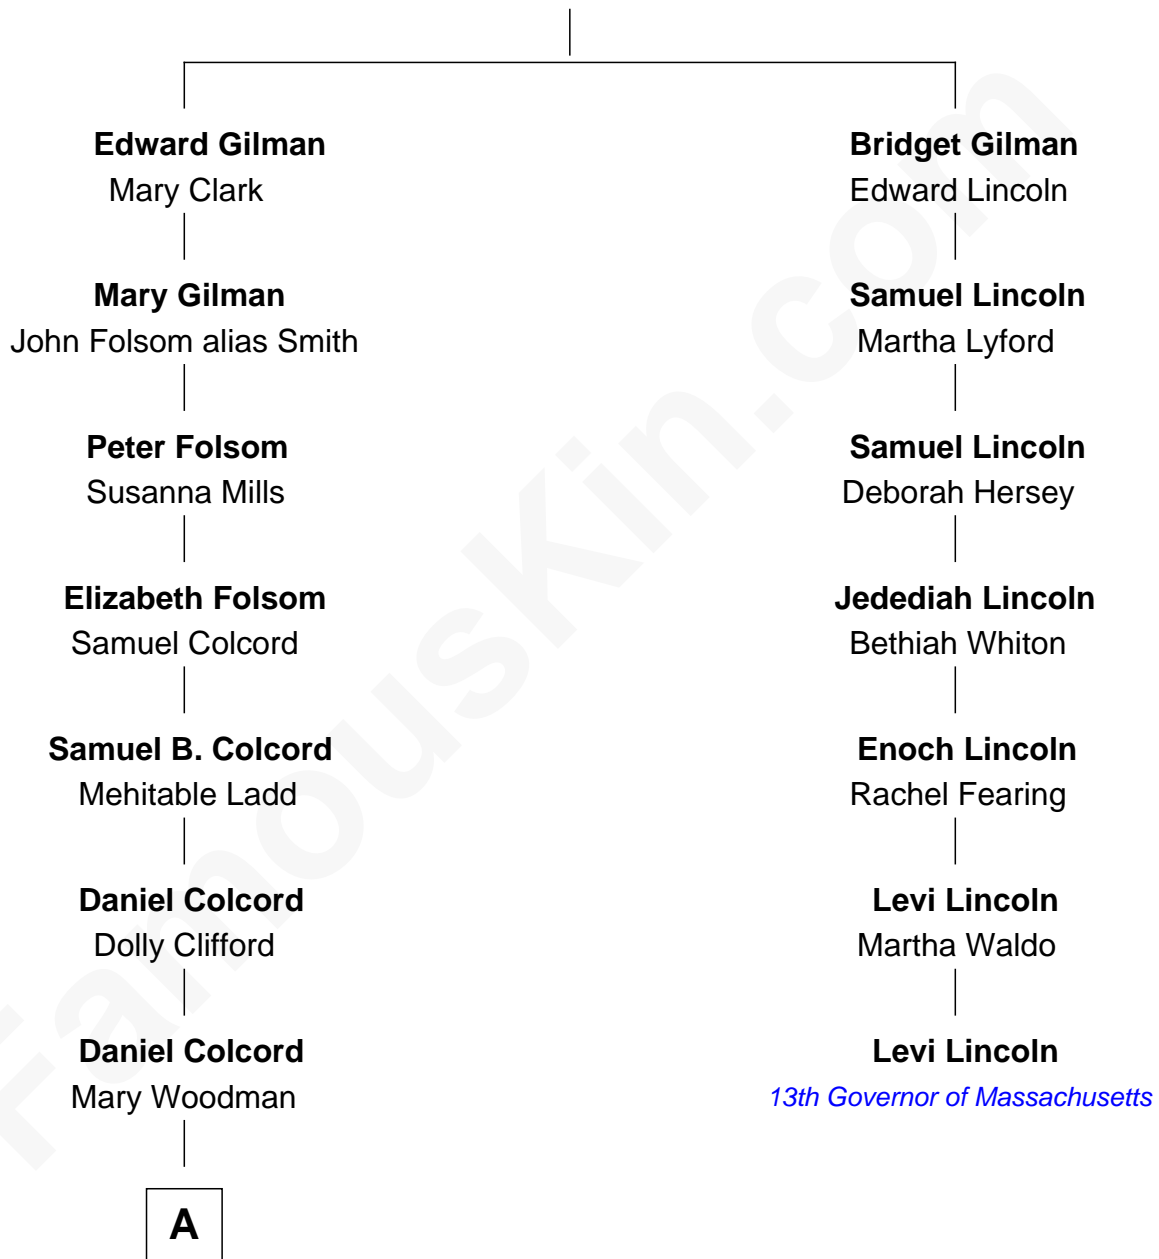 Edward Gilman
Mary Clark
Mary Gilman
John Folsom alias Smith
Peter Folsom
Susanna Mills
Elizabeth Folsom
Samuel Colcord
Samuel B. Colcord
Mehitable Ladd
Daniel Colcord
Dolly Clifford
Daniel Colcord
Mary Woodman
A
Bridget Gilman
Edward Lincoln
Samuel Lincoln
Martha Lyford
Samuel Lincoln
Deborah Hersey
Jedediah Lincoln
Bethiah Whiton
Enoch Lincoln
Rachel Fearing
Levi Lincoln
Martha Waldo
Levi Lincoln
13th Governor of Massachusetts
FamousKin.com